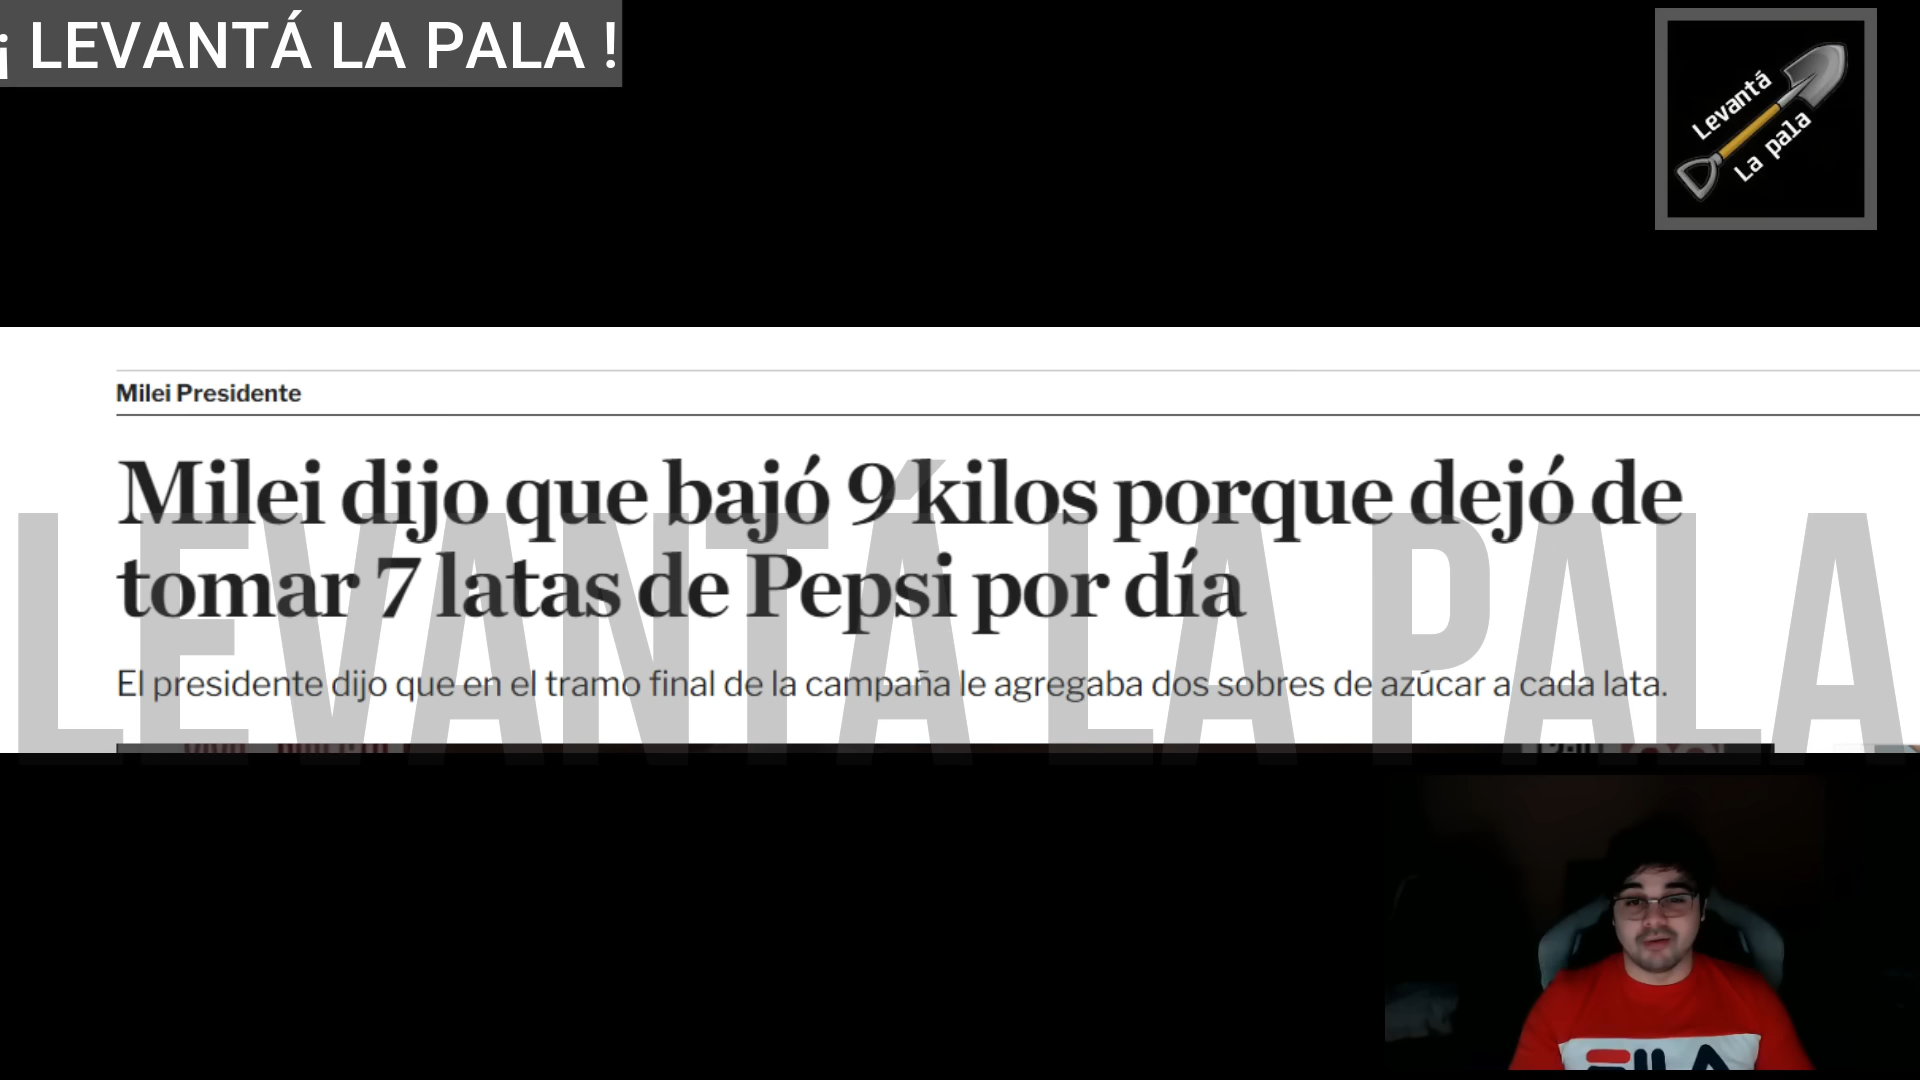 ¡ LEVANTÁ LA PALA !
Levantá
La pala
Milei Presidente
Milei dijo que bajó 9 kilos porque dejó de
tomar 7 latas de Pepsi por día
El presidente dijo que en el tramo final de la campaña le agregaba dos sobres de azúcar a cada lata.
LEVANTÁ LA PALA
FILA